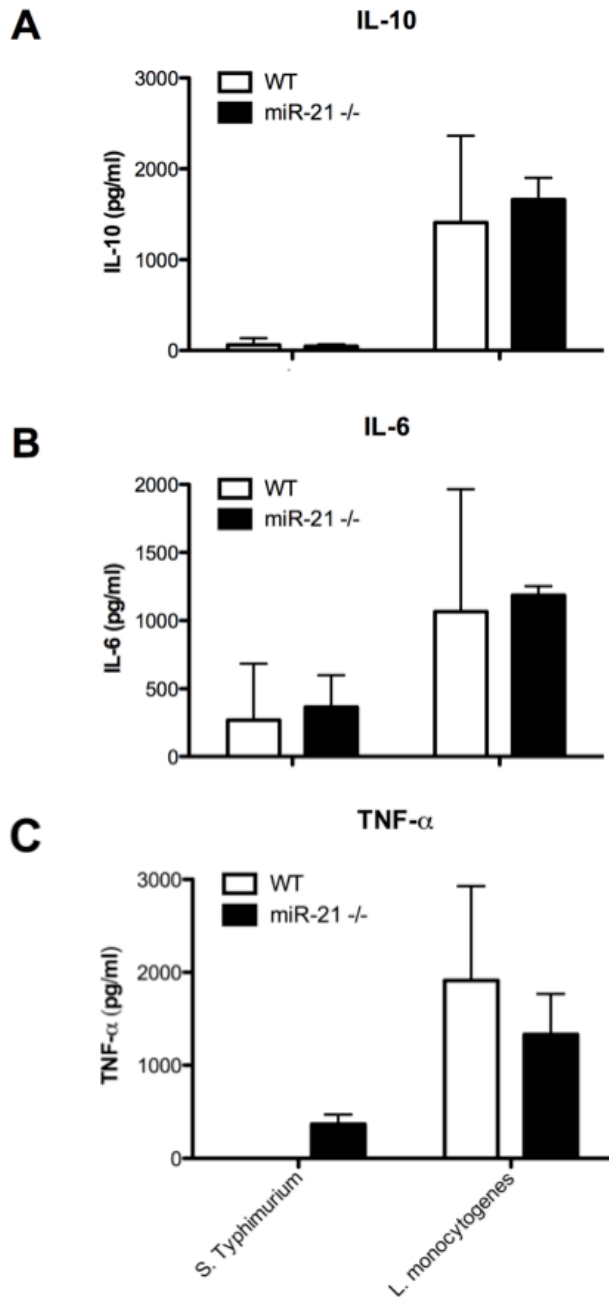 A
IL-10
3000
2000
1000
0
IL-10 (pg/ml)
WT
miR-21 -/-
B
IL-6
2000
1500
1000
500
0
IL-6 (pg/ml)
WT
miR-21 -/-
C
TNF-α
3000
2000
1000
0
TNF-α (pg/ml)
WT
miR-21 -/-
S. Typhimurium
L. monocytogenes